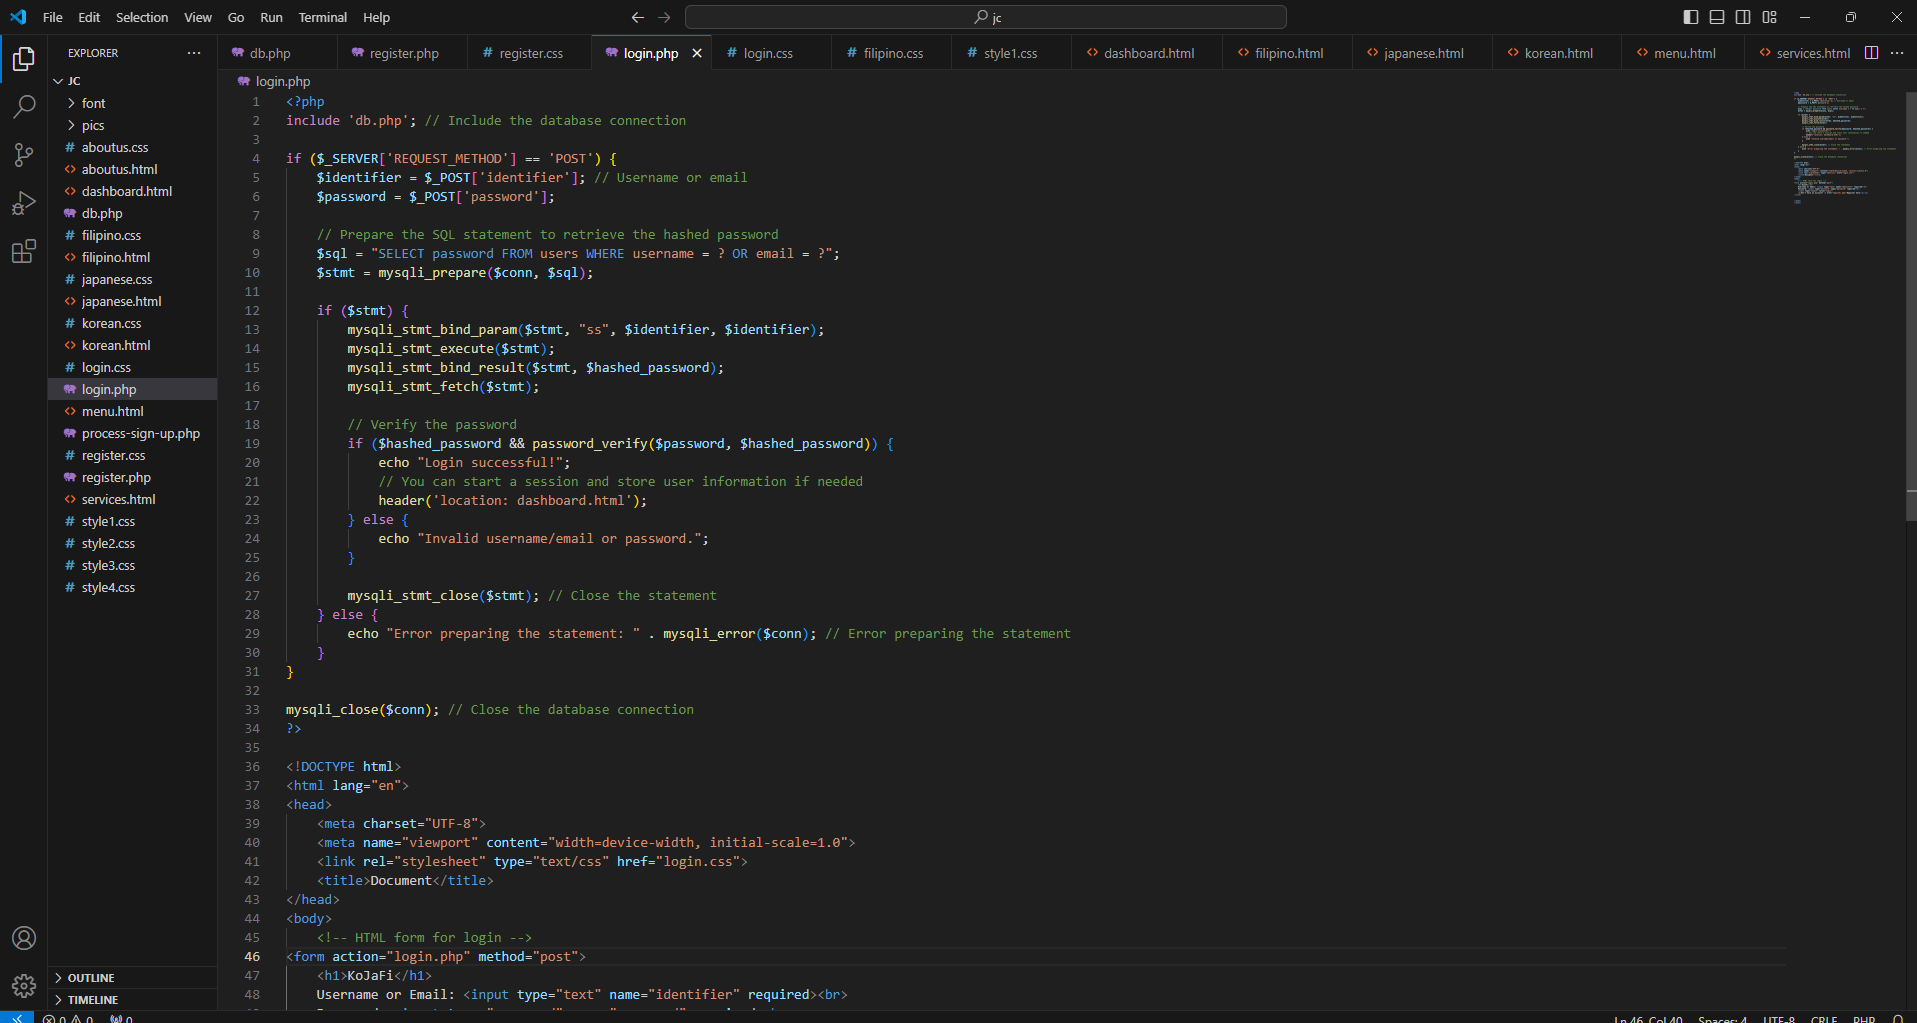 File Edit Selection View Go Run Terminal Help
jc
EXPLORER
JC
font
pics
aboutus.css
aboutus.html
dashboard.html
db.php
filipino.css
filipino.html
japanese.css
japanese.html
korean.css
korean.html
login.css
login.php
menu.html
process-sign-up.php
register.css
register.php
services.html
style1.css
style2.css
style3.css
style4.css
OUTLINE
TIMELINE
db.php register.php register.css login.php login.css filipino.css style1.css dashboard.html filipino.html japanese.html korean.html menu.html services.html
login.php
1 <?php
2 include 'db.php'; // Include the database connection
3
4 if ($_SERVER['REQUEST_METHOD'] == 'POST') {
5 $identifier = $_POST['identifier']; // Username or email
6 $password = $_POST['password'];
7
8 // Prepare the SQL statement to retrieve the hashed password
9 $sql = "SELECT password FROM users WHERE username = ? OR email = ?";
10 $stmt = mysqli_prepare($conn, $sql);
11
12 if ($stmt) {
13 mysqli_stmt_bind_param($stmt, "ss", $identifier, $identifier);
14 mysqli_stmt_execute($stmt);
15 mysqli_stmt_bind_result($stmt, $hashed_password);
16 mysqli_stmt_fetch($stmt);
17
18 // Verify the password
19 if ($hashed_password && password_verify($password, $hashed_password)) {
20 echo "Login successful!";
21 // You can start a session and store user information if needed
22 header('location: dashboard.html');
23 } else {
24 echo "Invalid username/email or password.";
25 }
26
27 mysqli_stmt_close($stmt); // Close the statement
28 } else {
29 echo "Error preparing the statement: " . mysqli_error($conn); // Error preparing the statement
30 }
31 }
32
33 mysqli_close($conn); // Close the database connection
34 ?>
35
36 <!DOCTYPE html>
37 <html lang="en">
38 <head>
39 <meta charset="UTF-8">
40 <meta name="viewport" content="width=device-width, initial-scale=1.0">
41 <link rel="stylesheet" type="text/css" href="login.css">
42 <title>Document</title>
43 </head>
44 <body>
45 <!-- HTML form for login -->
46 <form action="login.php" method="post">
47 <h1>KoJaFi</h1>
48 Username or Email: <input type="text" name="identifier" required><br>
0 0 0 Ln 46, Col 40 Spaces: 4 UTF-8 CRLF PHP